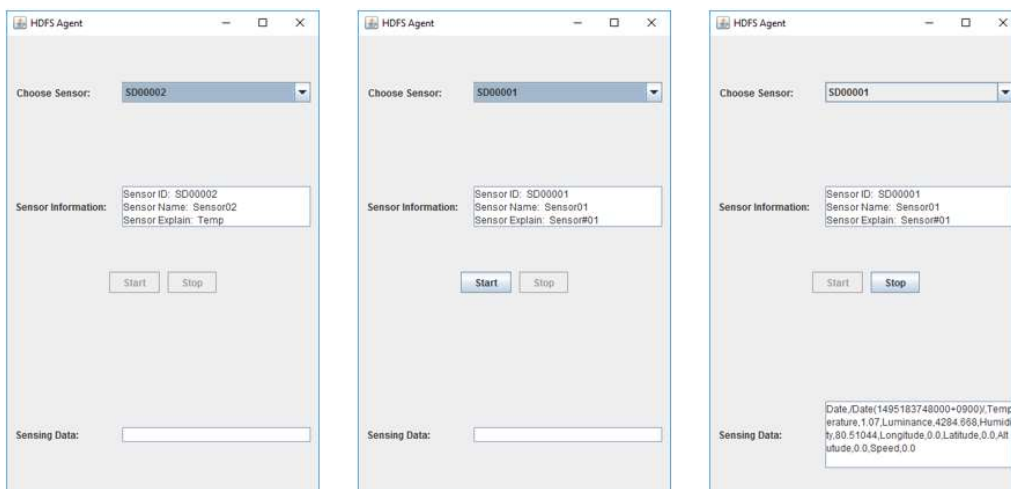 HDFS Agent
Choose Sensor:
SD00002
Sensor Information:
Sensor ID: SD00002
Sensor Name: Sensor02
Sensor Explain: Temp
Start
Stop
Sensing Data:
HDFS Agent
Choose Sensor:
SD00001
Sensor Information:
Sensor ID: SD00001
Sensor Name: Sensor01
Sensor Explain: Sensor#01
Start
Stop
Sensing Data:
HDFS Agent
Choose Sensor:
SD00001
Sensor Information:
Sensor ID: SD00001
Sensor Name: Sensor01
Sensor Explain: Sensor#01
Start
Stop
Sensing Data:
Date,/Date(1495183748000+0900)/,Temp
erature,1.07,Luminance,4284.668,Humidi
ty,80.51044,Longitude,0.0,Latitude,0.0,Alt
utude,0.0,Speed,0.0